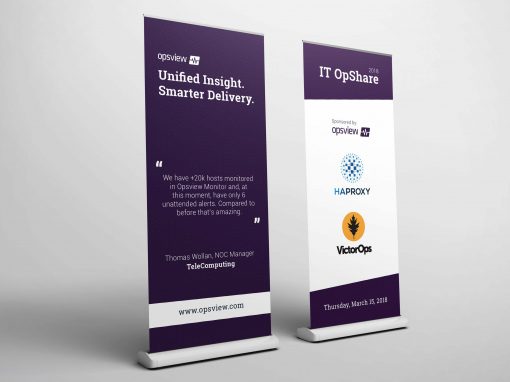 opsview
Unified Insight.
Smarter Delivery.
“
We have +20k hosts monitored
in Opsview Monitor and, at
this moment, have only 6
unattended alerts. Compared to
before that's amazing.
”
Thomas Wollan, NOC Manager
TeleComputing
www.opsview.com
2018
IT OpShare
Sponsored by
opsview
HAPROXY
VictorOps
Thursday, March 15, 2018